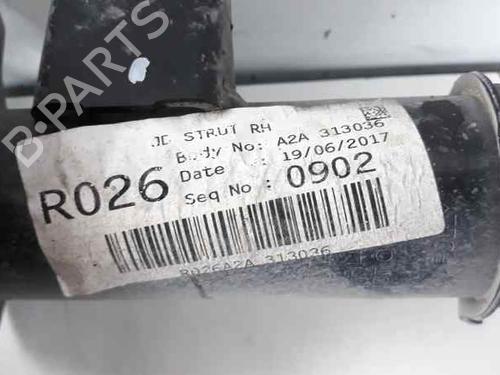 B-PARTS
STRUT RH
Body No: A2A 313036
R026
Date : 19/06/2017
Seq No : 0902
R026A2A 313036